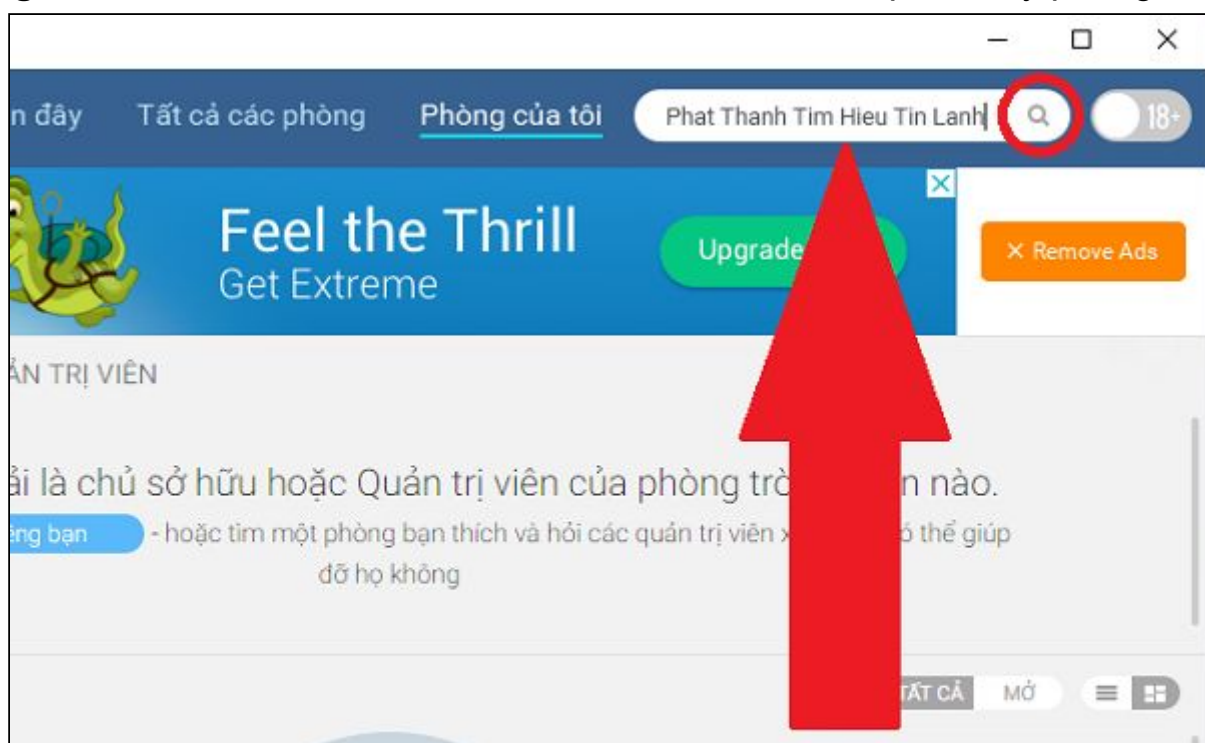 n đây Tất cả các phòng Phòng của tôi Phat Thanh Tim Hieu Tin Lanh 18+
Feel the Thrill
Get Extreme
Upgrade
× Remove Ads
ẢN TRỊ VIÊN
ải là chủ sở hữu hoặc Quản trị viên của phòng trò n nào.
êng bạn - hoặc tìm một phòng bạn thích và hỏi các quản trị viên x ó thể giúp
đỡ họ không
TẤT CẢ MỞ